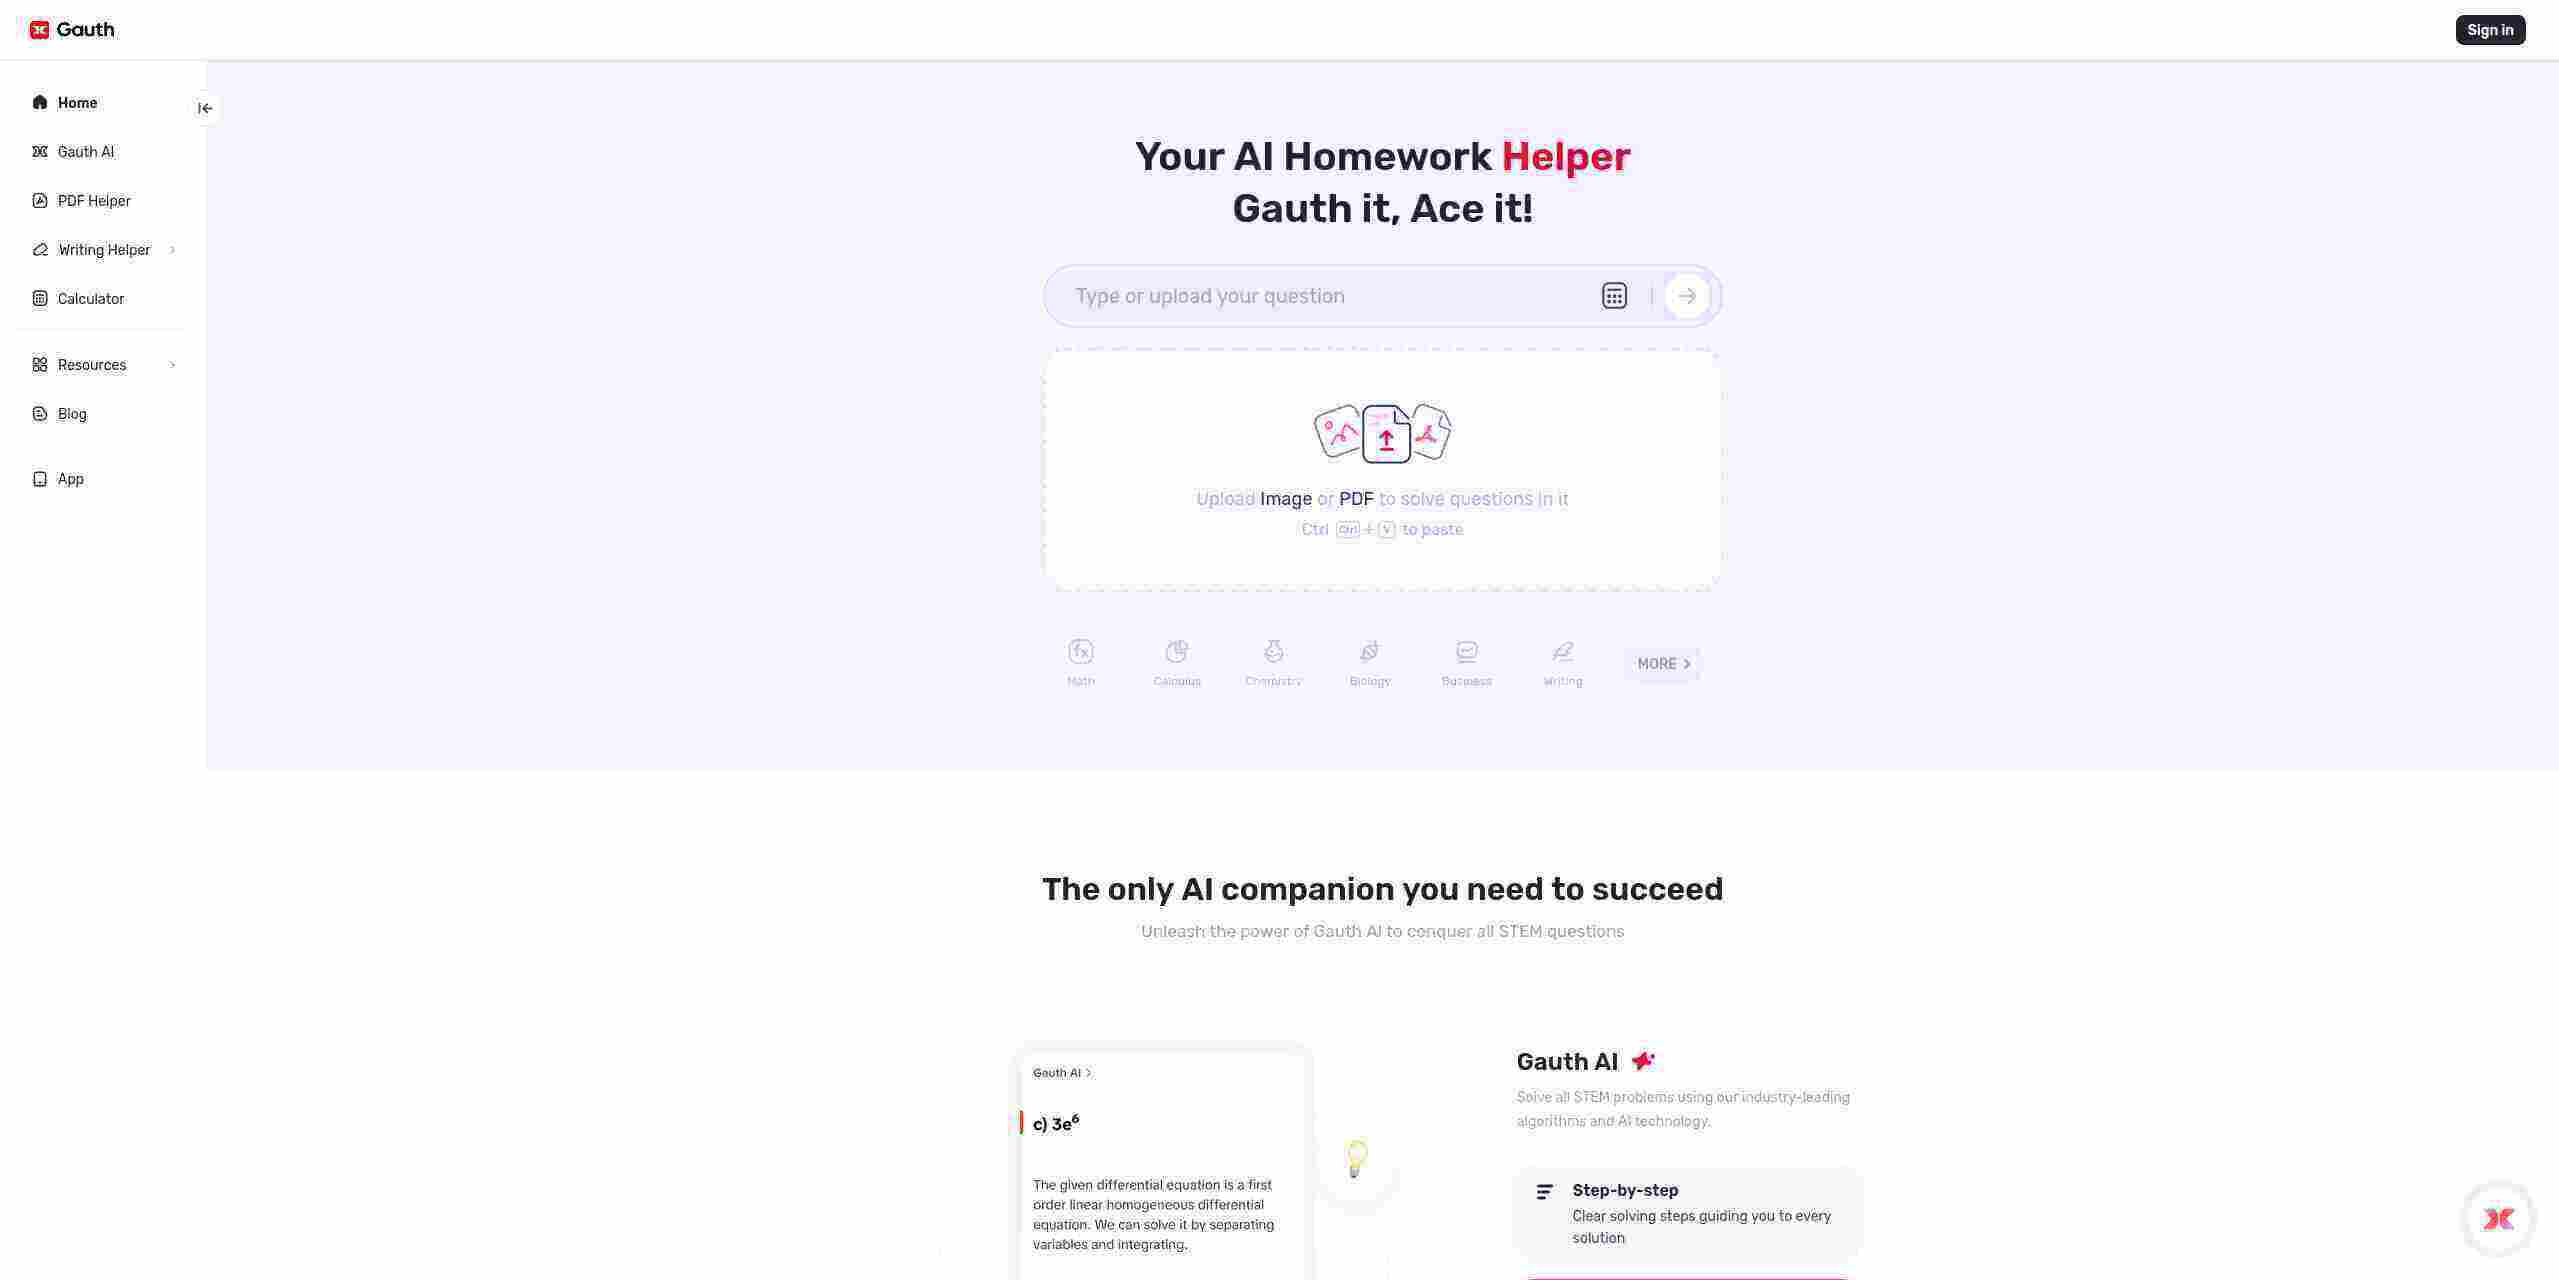 Gauth
Sign in
Home
Gauth AI
PDF Helper
Writing Helper
Calculator
Resources
Blog
App
Your AI Homework Helper
Gauth it, Ace it!
Type or upload your question
Upload Image or PDF to solve questions in it
Ctrl Ctrl + V to paste
fx
Math
Calculus
Chemistry
Biology
Business
Writing
MORE
The only AI companion you need to succeed
Unleash the power of Gauth AI to conquer all STEM questions
Gauth AI
c) 3e⁶
The given differential equation is a first
order linear homogeneous differential
equation. We can solve it by separating
variables and integrating.
Gauth AI
Solve all STEM problems using our industry-leading
algorithms and AI technology.
Step-by-step
Clear solving steps guiding you to every
solution